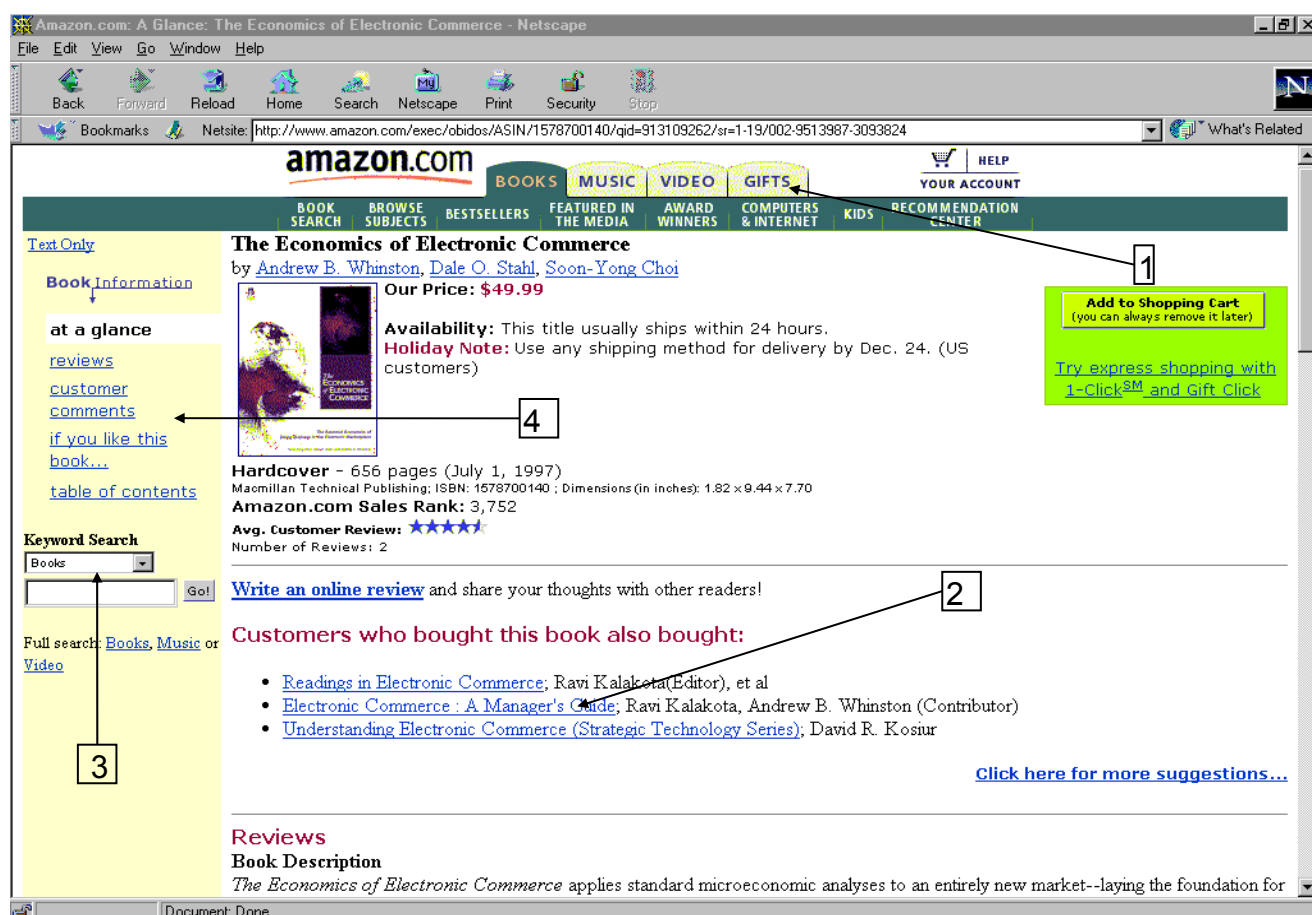 Amazon.com: A Glance: The Economics of Electronic Commerce - Netscape
File Edit View Go Window Help
My
Back Forward Reload Home Search Netscape Print Security Stop
N
Bookmarks Netsite: http://www.amazon.com/exec/obidos/ASIN/1578700140/qid=913109262/sr=1-19/002-9513987-3093824 What's Related
amazon.com
BOOKS MUSIC VIDEO GIFTS
HELP
YOUR ACCOUNT
BOOK SEARCH BROWSE SUBJECTS BESTSELLERS FEATURED IN THE MEDIA AWARD WINNERS COMPUTERS & INTERNET KIDS RECOMMENDATION CENTER
1
Text Only
Book Information
at a glance
reviews
customer
comments
if you like this
book...
table of contents
4
Keyword Search
Books
Go!
Full search: Books, Music or
Video
3
The Economics of Electronic Commerce
by Andrew B. Whinston, Dale O. Stahl, Soon-Yong Choi
The
ECONOMICS
of ELECTRONIC
COMMERCE
Our Price: $49.99
Availability: This title usually ships within 24 hours.
Holiday Note: Use any shipping method for delivery by Dec. 24. (US
customers)
Add to Shopping Cart
(you can always remove it later)
Try express shopping with
1-ClickSM and Gift Click
Hardcover - 656 pages (July 1, 1997)
Macmillan Technical Publishing; ISBN: 1578700140 ; Dimensions (in inches): 1.82 x 9.44 x 7.70
Amazon.com Sales Rank: 3,752
Avg. Customer Review:
Number of Reviews: 2
Write an online review and share your thoughts with other readers!
2
Customers who bought this book also bought:
• Readings in Electronic Commerce; Ravi Kalakota(Editor), et al
• Electronic Commerce : A Manager's Guide; Ravi Kalakota, Andrew B. Whinston (Contributor)
• Understanding Electronic Commerce (Strategic Technology Series); David R. Kosiur
Click here for more suggestions...
Reviews
Book Description
The Economics of Electronic Commerce applies standard microeconomic analyses to an entirely new market--laying the foundation for
Document: Done